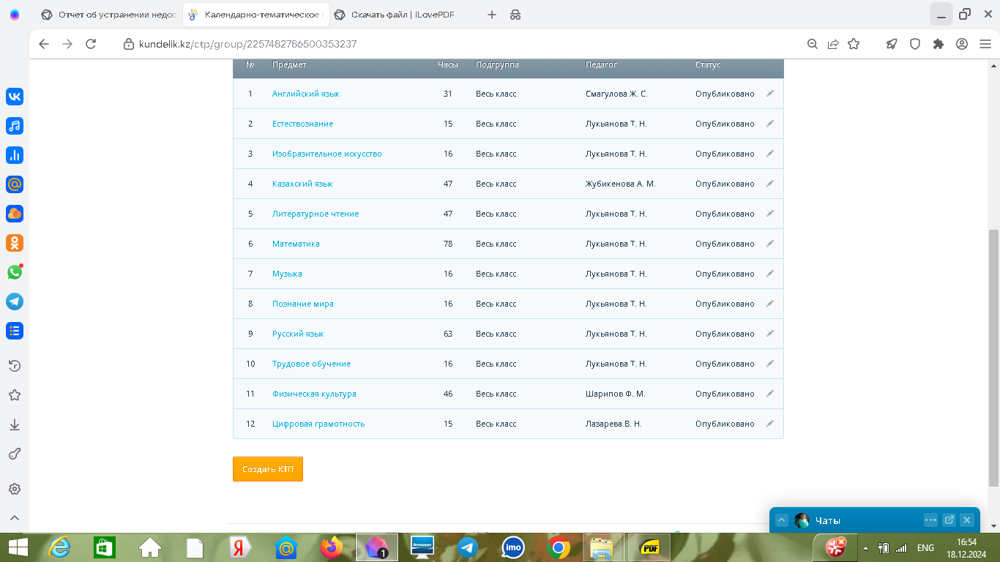 Отчет об устранении недос
Календарно-тематическое
Скачать файл | iLovePDF
kundelik.kz/ctp/group/2257482786500353237
№ Предмет Часы Подгруппа Педагог Статус
1 Английский язык 31 Весь класс Смагулова Ж. С. Опубликовано
2 Естествознание 15 Весь класс Лукьянова Т. Н. Опубликовано
3 Изобразительное искусство 16 Весь класс Лукьянова Т. Н. Опубликовано
4 Казахский язык 47 Весь класс Жубикенова А. М. Опубликовано
5 Литературное чтение 47 Весь класс Лукьянова Т. Н. Опубликовано
6 Математика 78 Весь класс Лукьянова Т. Н. Опубликовано
7 Музыка 16 Весь класс Лукьянова Т. Н. Опубликовано
8 Познание мира 16 Весь класс Лукьянова Т. Н. Опубликовано
9 Русский язык 63 Весь класс Лукьянова Т. Н. Опубликовано
10 Трудовое обучение 16 Весь класс Лукьянова Т. Н. Опубликовано
11 Физическая культура 46 Весь класс Шарипов Ф. М. Опубликовано
12 Цифровая грамотность 15 Весь класс Лазарева В. Н. Опубликовано
Создать КТП
Чаты
Я
1
lenovo
imo
PDF
ENG
16:54
18.12.2024